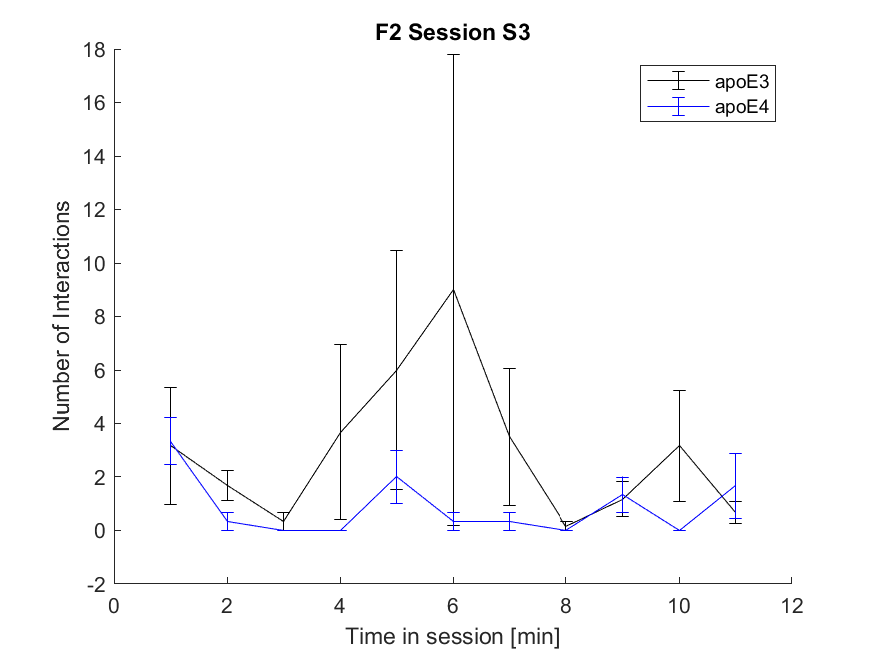 F2 Session S3
18
16
14
12
10
8
6
4
2
0
-2
Number of Interactions
apoE3
apoE4
0 2 4 6 8 10 12
Time in session [min]